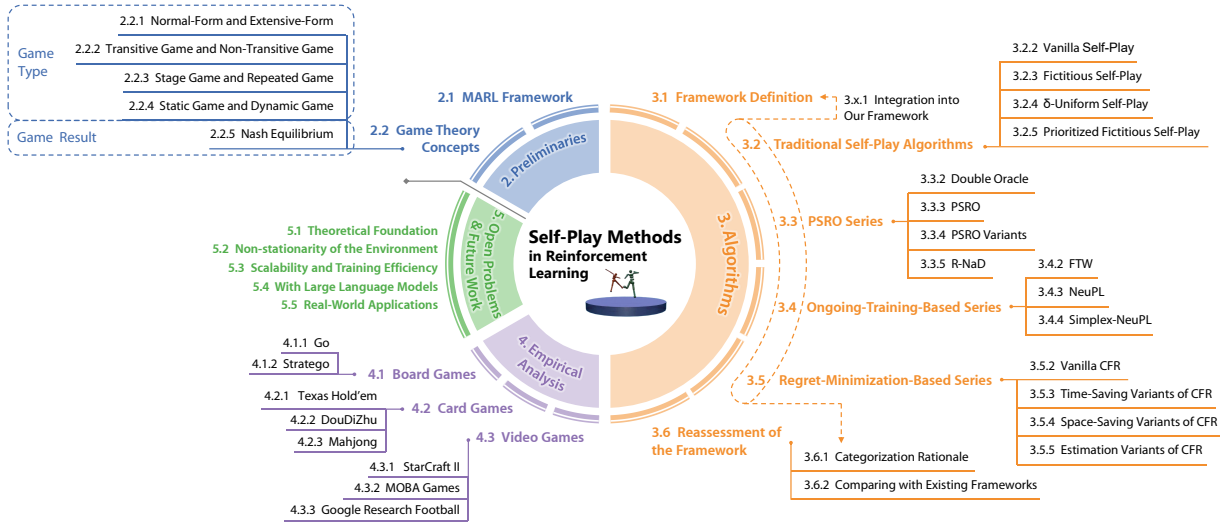 Self-Play Methods
in Reinforcement
Learning
2. Preliminaries
2.1 MARL Framework
2.2 Game Theory
Concepts
Game
Type
2.2.1 Normal-Form and Extensive-Form
2.2.2 Transitive Game and Non-Transitive Game
2.2.3 Stage Game and Repeated Game
2.2.4 Static Game and Dynamic Game
Game Result
2.2.5 Nash Equilibrium
3. Algorithms
3.1 Framework Definition
3.x.1 Integration into
Our Framework
3.2 Traditional Self-Play Algorithms
3.2.2 Vanilla Self-Play
3.2.3 Fictitious Self-Play
3.2.4 δ-Uniform Self-Play
3.2.5 Prioritized Fictitious Self-Play
3.3 PSRO Series
3.3.2 Double Oracle
3.3.3 PSRO
3.3.4 PSRO Variants
3.3.5 R-NaD
3.4 Ongoing-Training-Based Series
3.4.2 FTW
3.4.3 NeuPL
3.4.4 Simplex-NeuPL
3.5 Regret-Minimization-Based Series
3.5.2 Vanilla CFR
3.5.3 Time-Saving Variants of CFR
3.5.4 Space-Saving Variants of CFR
3.5.5 Estimation Variants of CFR
3.6 Reassessment of
the Framework
3.6.1 Categorization Rationale
3.6.2 Comparing with Existing Frameworks
4. Empirical
Analysis
4.1 Board Games
4.1.1 Go
4.1.2 Stratego
4.2 Card Games
4.2.1 Texas Hold'em
4.2.2 DouDiZhu
4.2.3 Mahjong
4.3 Video Games
4.3.1 StarCraft II
4.3.2 MOBA Games
4.3.3 Google Research Football
5. Open Problems
& Future Work
5.1 Theoretical Foundation
5.2 Non-stationarity of the Environment
5.3 Scalability and Training Efficiency
5.4 With Large Language Models
5.5 Real-World Applications